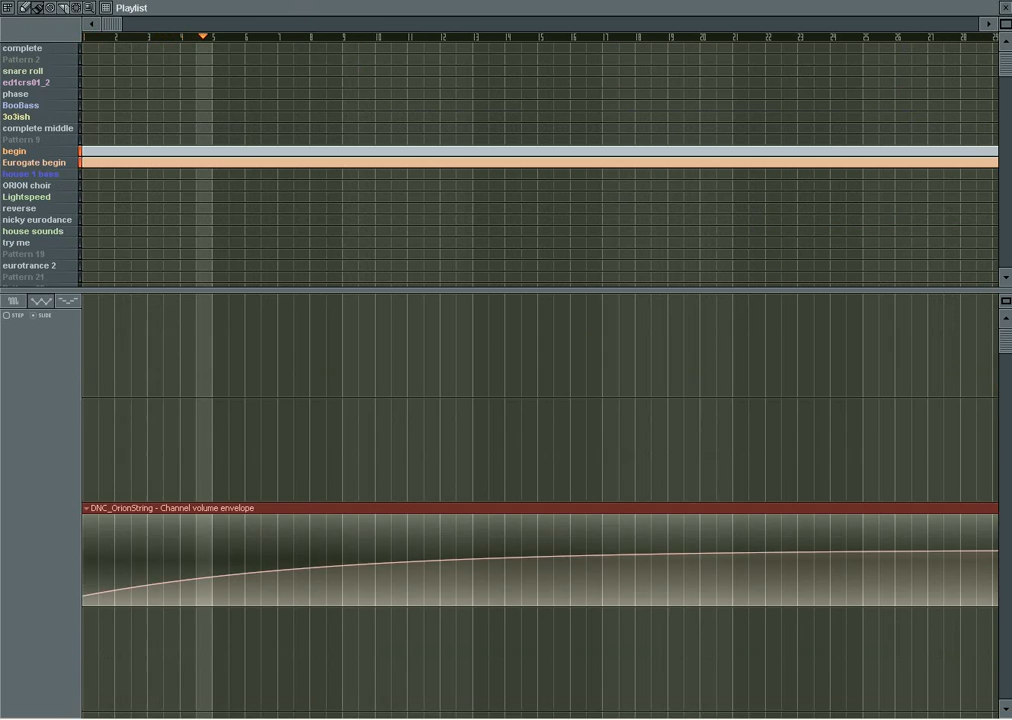 Playlist
1 2 3 4 5 6 7 8 9 10 11 12 13 14 15 16 17 18 19 20 21 22 23 24 25 26 27 28 29
complete
Pattern 2
snare roll
ed1crs01_2
phase
BooBass
3o3ish
complete middle
Pattern 9
begin
Eurogate begin
house 1 bass
ORION choir
Lightspeed
reverse
nicky eurodance
house sounds
try me
Pattern 19
eurotrance 2
Pattern 21
STEP SLIDE
DNC_OrionString - Channel volume envelope